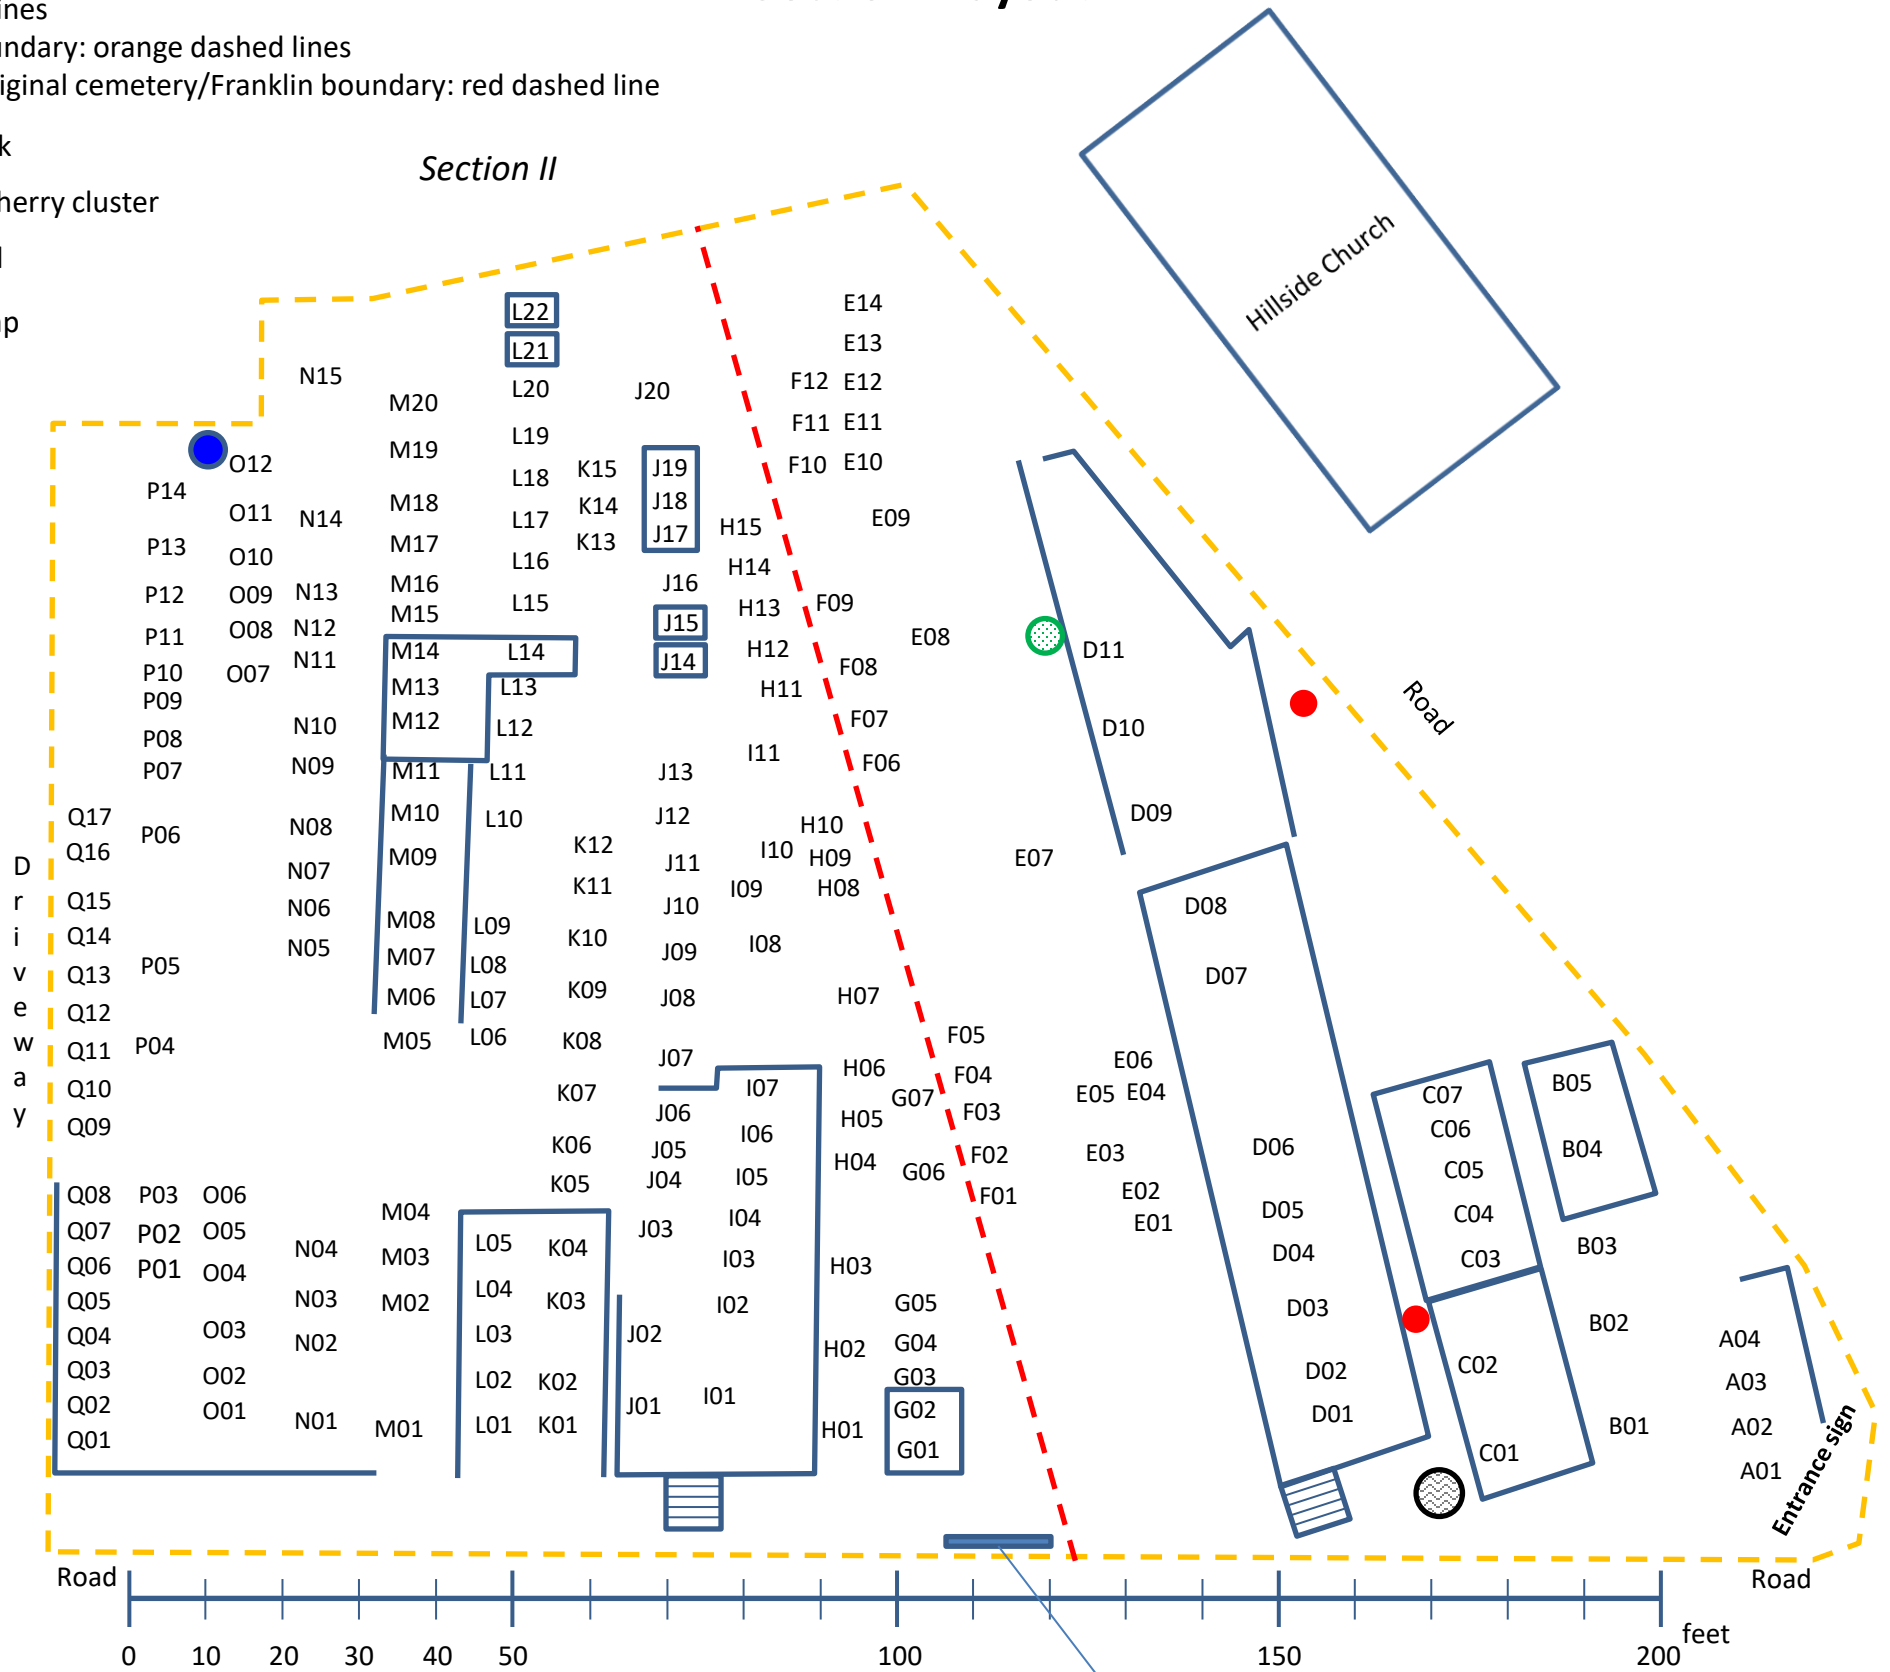 undary: orange dashed lines
iginal cemetery/Franklin boundary: red dashed line
herry cluster
Section II
Hillside Church
L22
E14
L21
E13
N15
L20
J20
F12 E12
M20
F11 E11
L19
M19
O12
K15
J19
F10 E10
P14
L18
M18
K14
J18
O11
N14
L17
E09
H15
P13
M17
K13
J17
O10
L16
H14
P12
O09
N13
M16
J16
L15
H13
F09
M15
P11
O08
N12
J15
E08
M14
L14
H12
D11
P10
O07
N11
J14
F08
P09
M13
L13
H11
Road
N10
M12
L12
F07
D10
P08
I11
P07
N09
M11
L11
J13
F06
Q17
P06
N08
M10
L10
J12
H10
D09
Q16
N07
M09
K12
J11
I10
H09
E07
Driveway
Q15
N06
K11
J10
I09
H08
D08
Q14
N05
M08
L09
K10
J09
I08
Q13
P05
M07
L08
D07
Q12
M06
L07
K09
J08
H07
Q11
P04
M05
L06
K08
J07
F05
E06
Q10
K07
I07
H06
F04
G07
E05 E04
C07
B05
Q09
J06
H05
F03
C06
K06
J05
I06
H04
F02
E03
D06
B04
Q08
P03
O06
K05
J04
I05
G06
F01
E02
C05
Q07
P02
O05
M04
J03
I04
E01
D05
C04
Q06
P01
O04
N04
M03
L05
K04
I03
H03
D04
C03
B03
Q05
N03
M02
L04
K03
I02
G05
D03
Q04
O03
N02
L03
J02
H02
G04
B02
A04
Q03
O02
L02
K02
G03
D02
C02
A03
Q02
O01
N01
M01
L01
K01
J01
I01
H01
G02
D01
B01
A02
Q01
G01
C01
A01
Entrance sign
Road
Road
0 10 20 30 40 50 100 150 200 feet